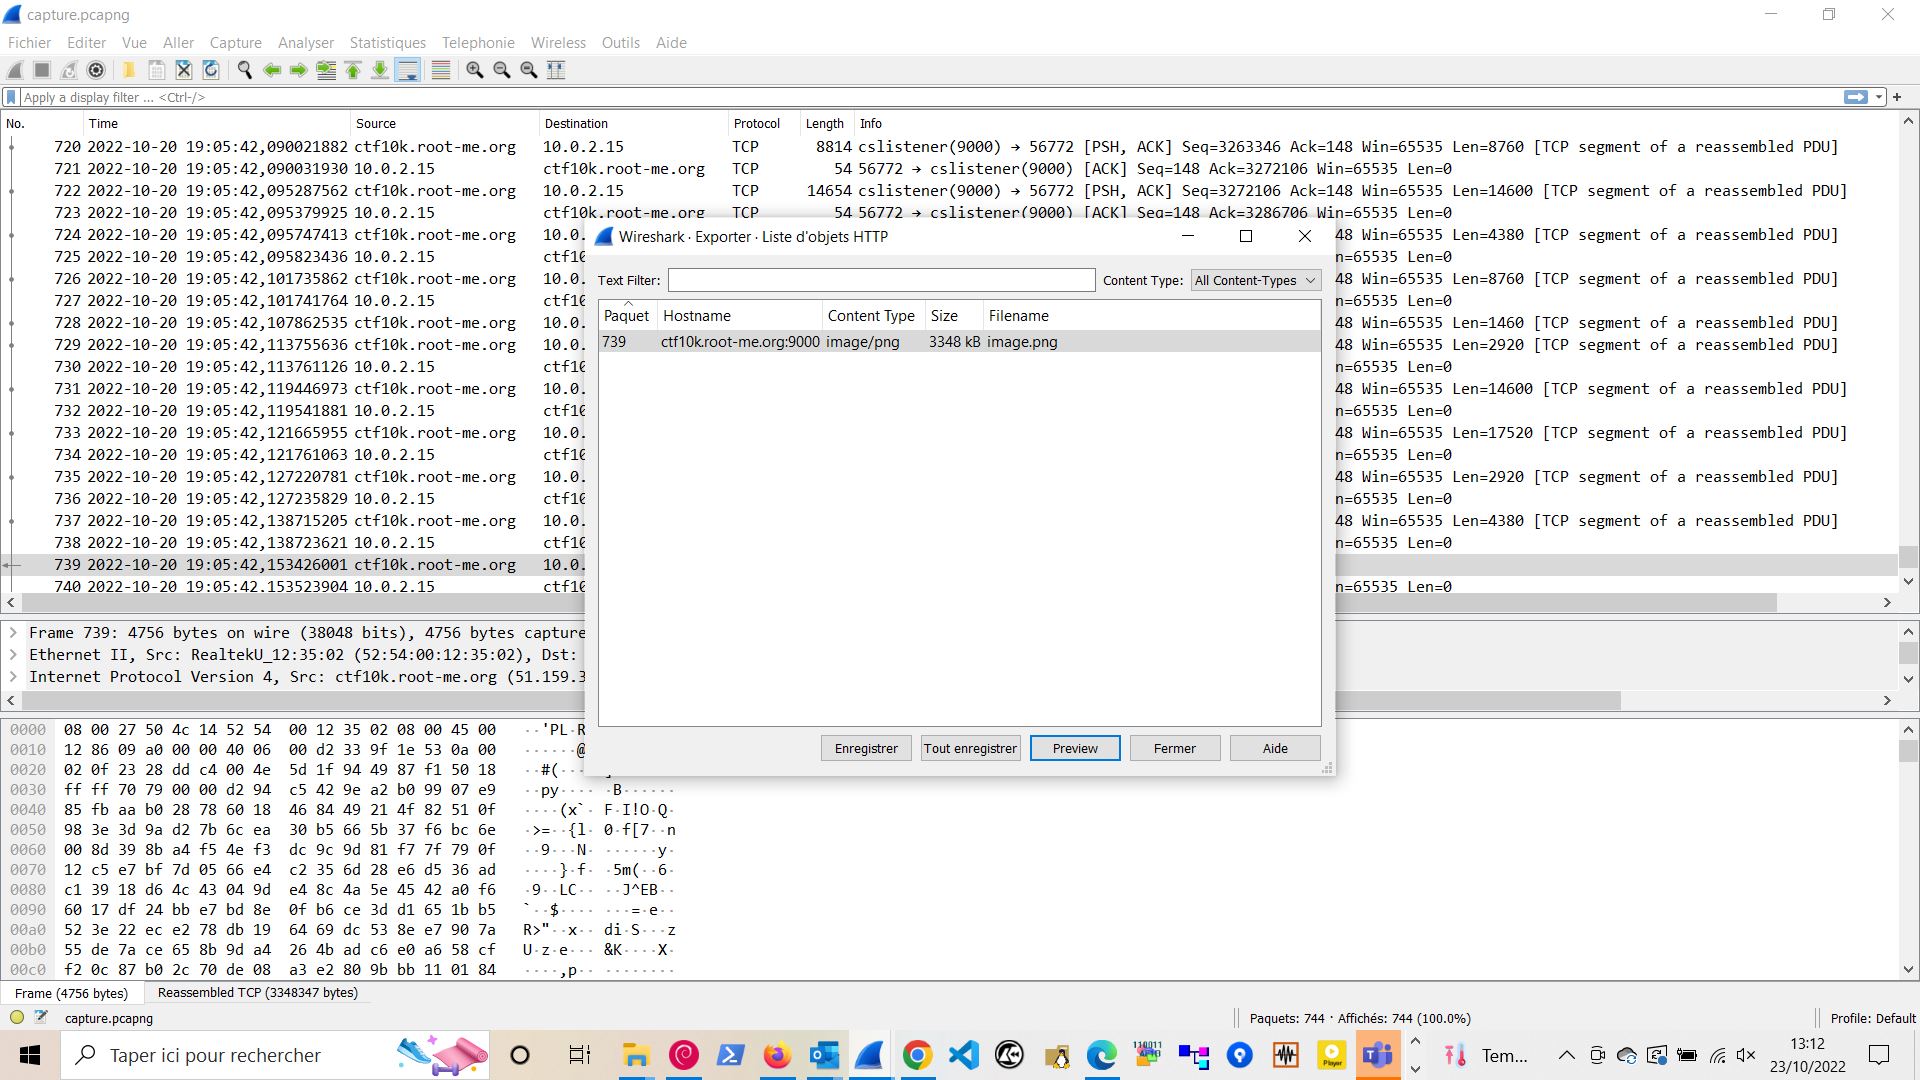 capture.pcapng
Fichier Editer Vue Aller Capture Analyser Statistiques Telephonie Wireless Outils Aide
Apply a display filter ... <Ctrl-/>
No. Time Source Destination Protocol Length Info
720 2022-10-20 19:05:42,090021882 ctf10k.root-me.org 10.0.2.15 TCP 8814 cslistener(9000) → 56772 [PSH, ACK] Seq=3263346 Ack=148 Win=65535 Len=8760 [TCP segment of a reassembled PDU]
721 2022-10-20 19:05:42,090031930 10.0.2.15 ctf10k.root-me.org TCP 54 56772 → cslistener(9000) [ACK] Seq=148 Ack=3272106 Win=65535 Len=0
722 2022-10-20 19:05:42,095287562 ctf10k.root-me.org 10.0.2.15 TCP 14654 cslistener(9000) → 56772 [PSH, ACK] Seq=3272106 Ack=148 Win=65535 Len=14600 [TCP segment of a reassembled PDU]
723 2022-10-20 19:05:42,095379925 10.0.2.15 ctf10k.root-me.org TCP 54 56772 → cslistener(9000) [ACK] Seq=148 Ack=3286706 Win=65535 Len=0
724 2022-10-20 19:05:42,095747413 ctf10k.root-me.org 10.0. 48 Win=65535 Len=4380 [TCP segment of a reassembled PDU]
725 2022-10-20 19:05:42,095823436 10.0.2.15 ctf10 n=65535 Len=0
726 2022-10-20 19:05:42,101735862 ctf10k.root-me.org 10.0. 48 Win=65535 Len=8760 [TCP segment of a reassembled PDU]
727 2022-10-20 19:05:42,101741764 10.0.2.15 ctf10 n=65535 Len=0
728 2022-10-20 19:05:42,107862535 ctf10k.root-me.org 10.0. 48 Win=65535 Len=1460 [TCP segment of a reassembled PDU]
729 2022-10-20 19:05:42,113755636 ctf10k.root-me.org 10.0. 48 Win=65535 Len=2920 [TCP segment of a reassembled PDU]
730 2022-10-20 19:05:42,113761126 10.0.2.15 ctf10 n=65535 Len=0
731 2022-10-20 19:05:42,119446973 ctf10k.root-me.org 10.0. 48 Win=65535 Len=14600 [TCP segment of a reassembled PDU]
732 2022-10-20 19:05:42,119541881 10.0.2.15 ctf10 n=65535 Len=0
733 2022-10-20 19:05:42,121665955 ctf10k.root-me.org 10.0. 48 Win=65535 Len=17520 [TCP segment of a reassembled PDU]
734 2022-10-20 19:05:42,121761063 10.0.2.15 ctf10 n=65535 Len=0
735 2022-10-20 19:05:42,127220781 ctf10k.root-me.org 10.0. 48 Win=65535 Len=2920 [TCP segment of a reassembled PDU]
736 2022-10-20 19:05:42,127235829 10.0.2.15 ctf10 n=65535 Len=0
737 2022-10-20 19:05:42,138715205 ctf10k.root-me.org 10.0. 48 Win=65535 Len=4380 [TCP segment of a reassembled PDU]
738 2022-10-20 19:05:42,138723621 10.0.2.15 ctf10 n=65535 Len=0
739 2022-10-20 19:05:42,153426001 ctf10k.root-me.org 10.0.
740 2022-10-20 19:05:42,153523904 10.0.2.15 ctf10 n=65535 Len=0
Wireshark · Exporter · Liste d'objets HTTP
Text Filter: Content Type: All Content-Types
Paquet Hostname Content Type Size Filename
739 ctf10k.root-me.org:9000 image/png 3348 kB image.png
Enregistrer Tout enregistrer Preview Fermer Aide
Frame 739: 4756 bytes on wire (38048 bits), 4756 bytes capture
Ethernet II, Src: RealtekU_12:35:02 (52:54:00:12:35:02), Dst:
Internet Protocol Version 4, Src: ctf10k.root-me.org (51.159.3
0000 08 00 27 50 4c 14 52 54 00 12 35 02 08 00 45 00 ··'PL·R
0010 12 86 09 a0 00 00 40 06 00 d2 33 9f 1e 53 0a 00 ······@
0020 02 0f 23 28 dd c4 00 4e 5d 1f 94 49 87 f1 50 18 ··#(···
0030 ff ff 70 79 00 00 d2 94 c5 42 9e a2 b0 99 07 e9 ··py···· ·B······
0040 85 fb aa b0 28 78 60 18 46 84 49 21 4f 82 51 0f ····(x`· F·I!O·Q·
0050 98 3e 3d 9a d2 7b 6c ea 30 b5 66 5b 37 f6 bc 6e ·>=··{l· 0·f[7··n
0060 00 8d 39 8b a4 f5 4e f3 dc 9c 9d 81 f7 7f 79 0f ··9···N· ······y·
0070 12 c5 e7 bf 7d 05 66 e4 c2 35 6d 28 e6 d5 36 ad ····}·f· ·5m(··6·
0080 c1 39 18 d6 4c 43 04 9d e4 8c 4a 5e 45 42 a0 f6 ·9··LC·· ··J^EB··
0090 60 17 df 24 bb e7 bd 8e 0f b6 ce 3d d1 65 1b b5 `··$···· ···=·e··
00a0 52 3e 22 ec e2 78 db 19 64 69 dc 53 8e e7 90 7a R>"··x·· di·S···z
00b0 55 de 7a ce 65 8b 9d a4 26 4b ad c6 e0 a6 58 cf U·z·e··· &K····X·
00c0 f2 0c 87 b0 2c 70 de 08 a3 e2 80 9b bb 11 01 84 ····,p·· ········
Frame (4756 bytes) Reassembled TCP (3348347 bytes)
capture.pcapng Paquets: 744 · Affichés: 744 (100.0%) Profile: Default
Taper ici pour rechercher Tem... 13:12
23/10/2022